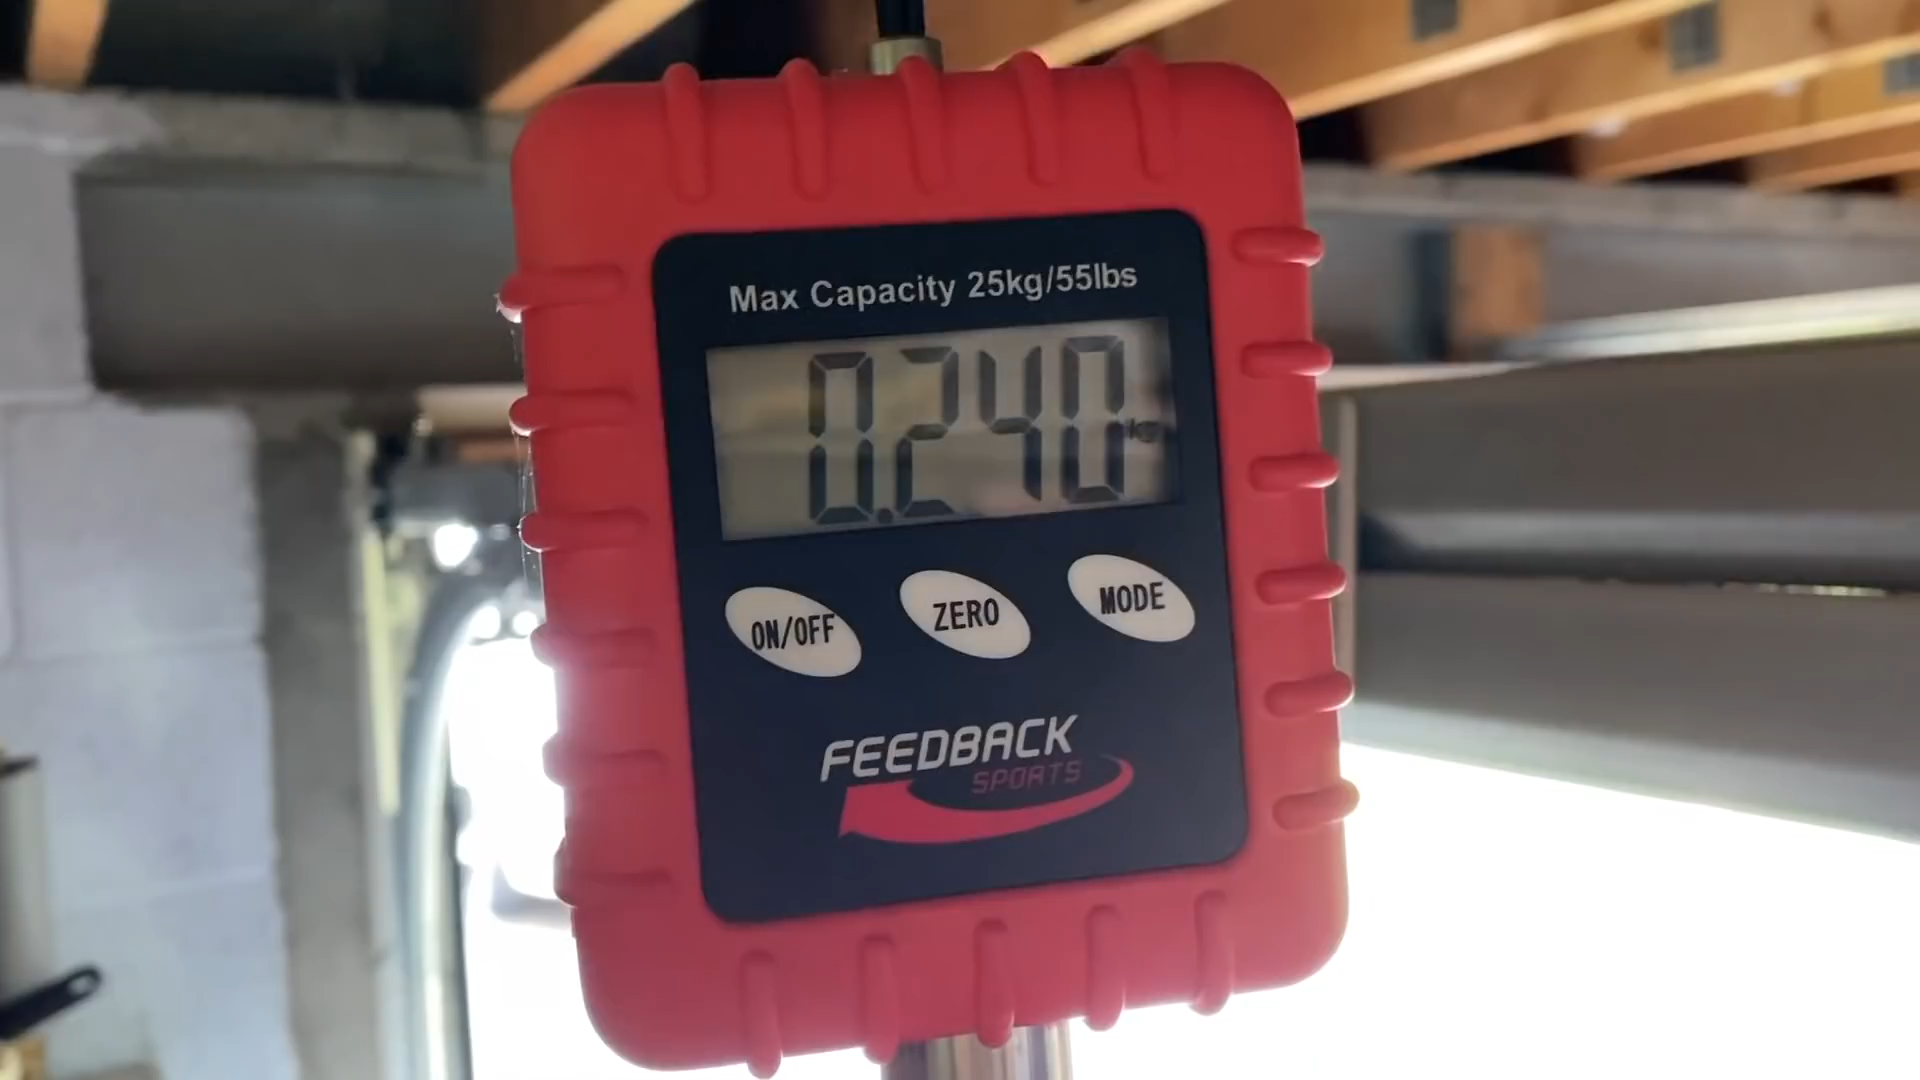 Max Capacity 25kg/55lbs
0.240 kg
ON/OFF ZERO MODE
FEEDBACK
SPORTS